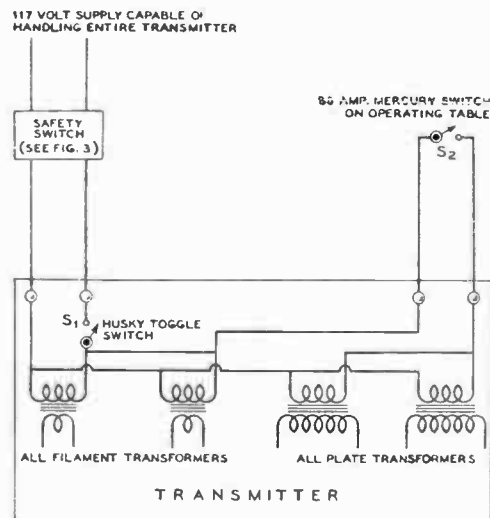 117 VOLT SUPPLY CAPABLE OF
HANDLING ENTIRE TRANSMITTER
SAFETY
SWITCH
(SEE FIG. 3)
80 AMP. MERCURY SWITCH
ON OPERATING TABLE
S2
S1
HUSKY TOGGLE
SWITCH
ALL FILAMENT TRANSFORMERS
ALL PLATE TRANSFORMERS
TRANSMITTER